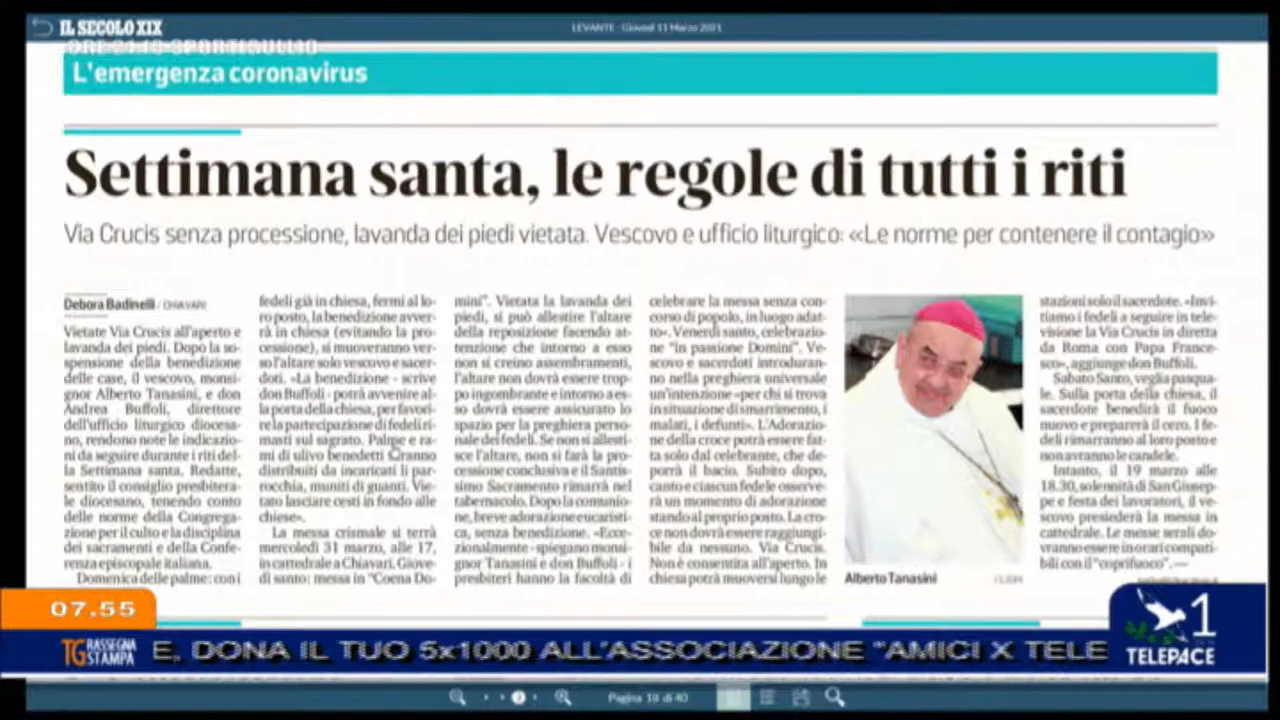 IL SECOLO XIX
LEVANTE - Giovedì 11 Marzo 2021
L'emergenza coronavirus
Settimana santa, le regole di tutti i riti
Via Crucis senza processione, lavanda dei piedi vietata. Vescovo e ufficio liturgico: «Le norme per contenere il contagio»
Debora Badinelli / CHIAVARI
Vietate Via Crucis all'aperto e
lavanda dei piedi. Dopo la so-
spensione della benedizione
delle case, il vescovo, monsi-
gnor Alberto Tanasini, e don
Andrea Buffoli, direttore
dell'ufficio liturgico diocesa-
no, rendono note le indicazio-
ni da seguire durante i riti del-
la Settimana santa. Redatte,
sentito il consiglio presbitera-
le diocesano, tenendo conto
delle norme della Congrega-
zione per il culto e la disciplina
dei sacramenti e della Confe-
renza episcopale italiana.
Domenica delle palme: con i
fedeli già in chiesa, fermi al lo-
ro posto, la benedizione avver-
rà in chiesa (evitando la pro-
cessione), si muoveranno ver-
so l'altare solo vescovo e sacer-
doti. «La benedizione - scrive
don Buffoli - potrà avvenire al-
la porta della chiesa, per favori-
re la partecipazione di fedeli ri-
masti sul sagrato. Palme e ra-
mi di ulivo benedetti saranno
distribuiti da incaricati di par-
rocchia, muniti di guanti. Vie-
tato lasciare cesti in fondo alle
chiese».
La messa crismale si terrà
mercoledì 31 marzo, alle 17,
in cattedrale a Chiavari. Giove-
dì santo: messa in "Coena Do-
mini". Vietata la lavanda dei
piedi, si può allestire l'altare
della reposizione facendo at-
tenzione che intorno a esso
non si creino assembramenti,
l'altare non dovrà essere trop-
po ingombrante e intorno a es-
so dovrà essere assicurato lo
spazio per la preghiera perso-
nale dei fedeli. Se non si allesti-
sce l'altare, non si farà la pro-
cessione conclusiva e il Santis-
simo Sacramento rimarrà nel
tabernacolo. Dopo la comunio-
ne, breve adorazione eucaristi-
ca, senza benedizione. «Ecce-
zionalmente - spiegano monsi-
gnor Tanasini e don Buffoli - i
presbiteri hanno la facoltà di
celebrare la messa senza con-
corso di popolo, in luogo adat-
to». Venerdì santo, celebrazio-
ne "in passione Domini". Ve-
scovo e sacerdoti introduran-
no nella preghiera universale
un'intenzione «per chi si trova
in situazione di smarrimento, i
malati, i defunti». L'Adorazio-
ne della croce potrà essere fat-
ta solo dal celebrante, che de-
porrà il bacio. Subito dopo,
canto e ciascun fedele osserve-
rà un momento di adorazione
stando al proprio posto. La cro-
ce non dovrà essere raggiungi-
bile da nessuno. Via Crucis.
Non è consentita all'aperto. In
chiesa potrà muoversi lungo le
Alberto Tanasini
stazioni solo il sacerdote. «Invi-
tiamo i fedeli a seguire in tele-
visione la Via Crucis in diretta
da Roma con Papa France-
sco», aggiunge don Buffoli.
Sabato Santo, veglia pasqua-
le. Sulla porta della chiesa, il
sacerdote benedirà il fuoco
nuovo e preparerà il cero. I fe-
deli rimarranno al loro posto e
non avranno le candele.
Intanto, il 19 marzo alle
18.30, solennità di San Giusep-
pe e festa dei lavoratori, il ve-
scovo presiederà la messa in
cattedrale. Le messe serali do-
vranno essere in orari compati-
bili con il "coprifuoco". —
07.55
1
TELEPACE
TG RASSEGNA STAMPA
E, DONA IL TUO 5x1000 ALL'ASSOCIAZIONE "AMICI X TELE
Pagina 18 di 40